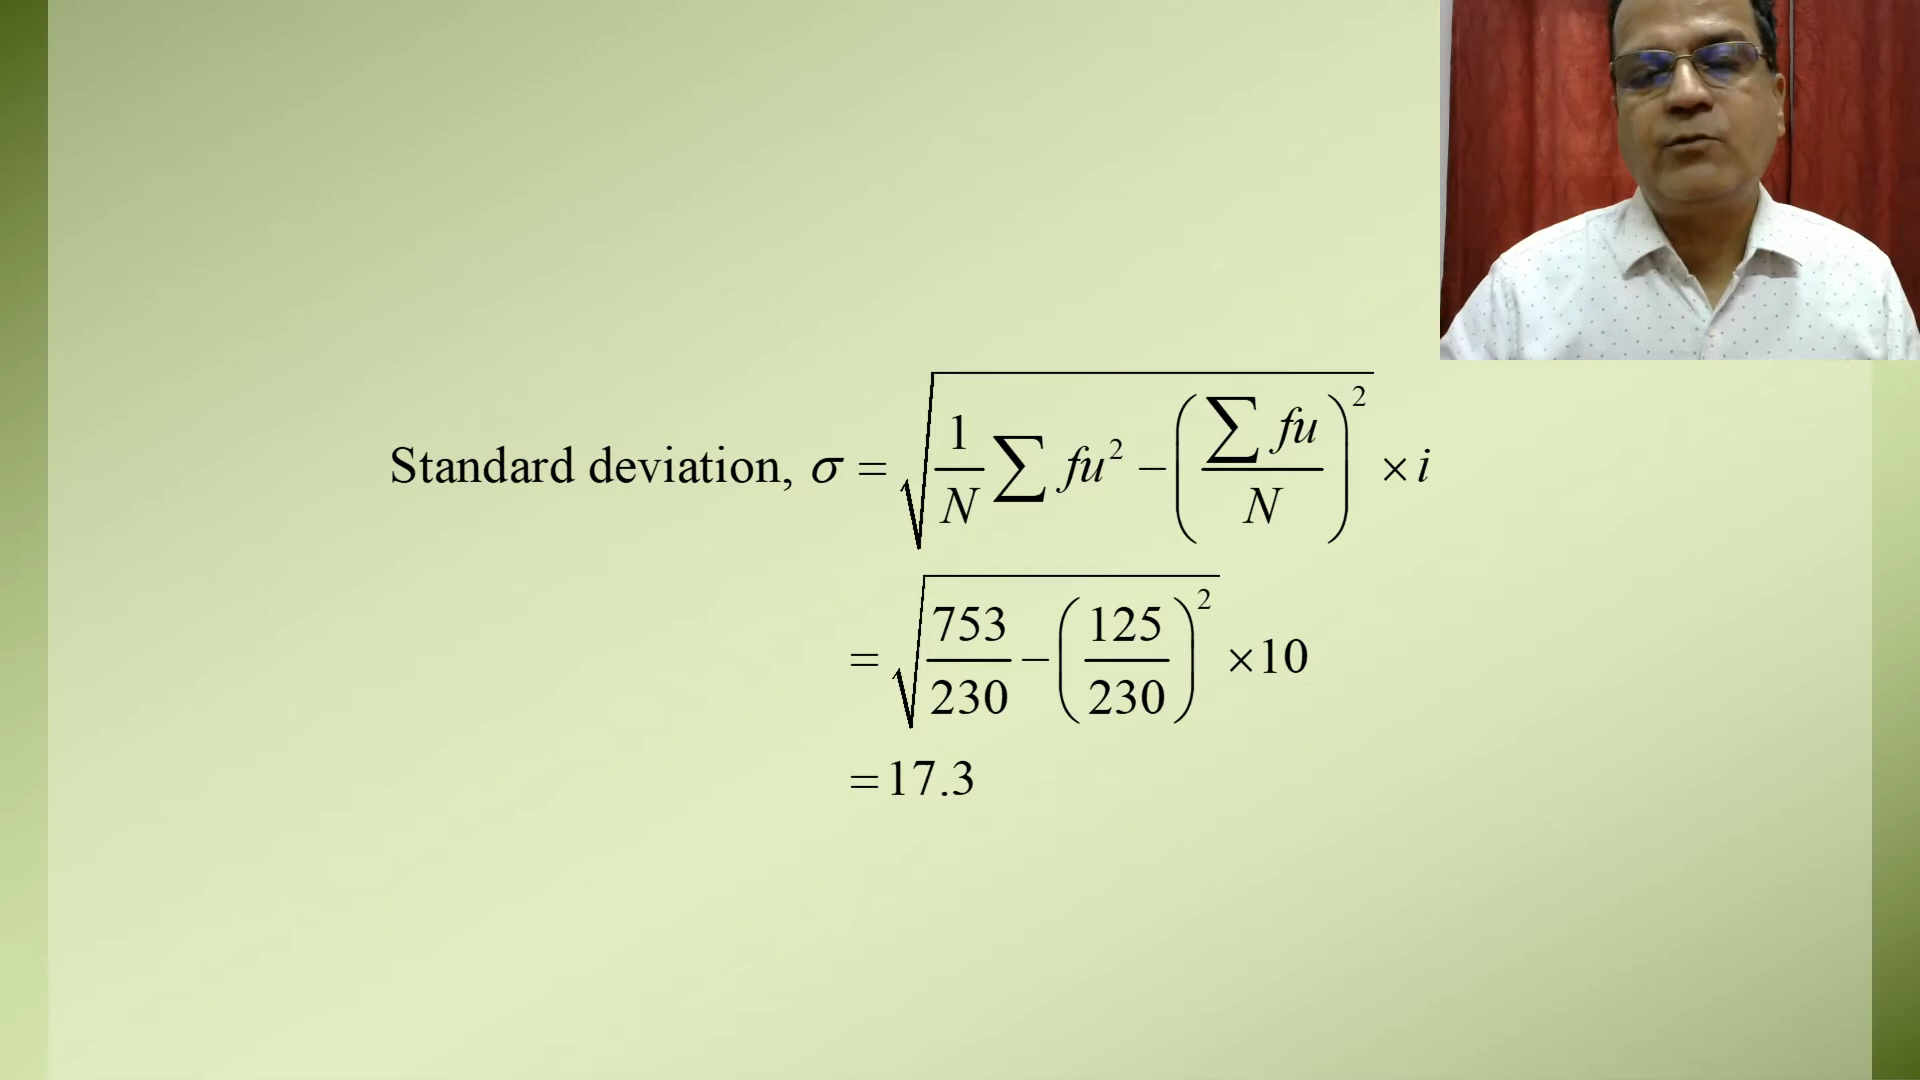 Standard deviation, σ = √(1/N ∑ fu² − (∑ fu / N)²) × i
= √(753/230 − (125/230)²) × 10
= 17.3